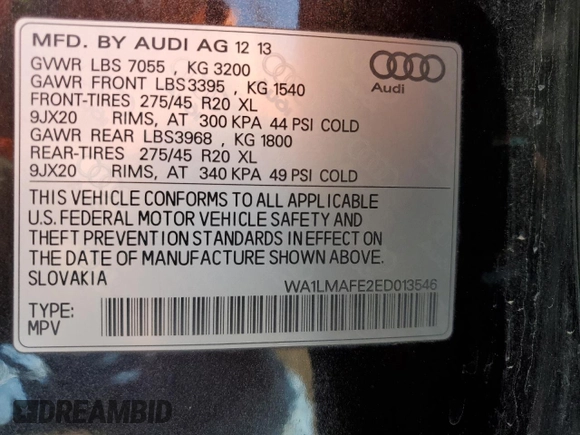 MFD. BY AUDI AG 12 13
GVWR LBS 7055 , KG 3200
GAWR FRONT LBS3395 , KG 1540
FRONT-TIRES 275/45 R20 XL
9JX20 RIMS, AT 300 KPA 44 PSI COLD
GAWR REAR LBS3968 , KG 1800
REAR-TIRES 275/45 R20 XL
9JX20 RIMS, AT 340 KPA 49 PSI COLD
THIS VEHICLE CONFORMS TO ALL APPLICABLE
U.S. FEDERAL MOTOR VEHICLE SAFETY AND
THEFT PREVENTION STANDARDS IN EFFECT ON
THE DATE OF MANUFACTURE SHOWN ABOVE.
SLOVAKIA
WA1LMAFE2ED013546
TYPE:
MPV
Audi
DREAMBID